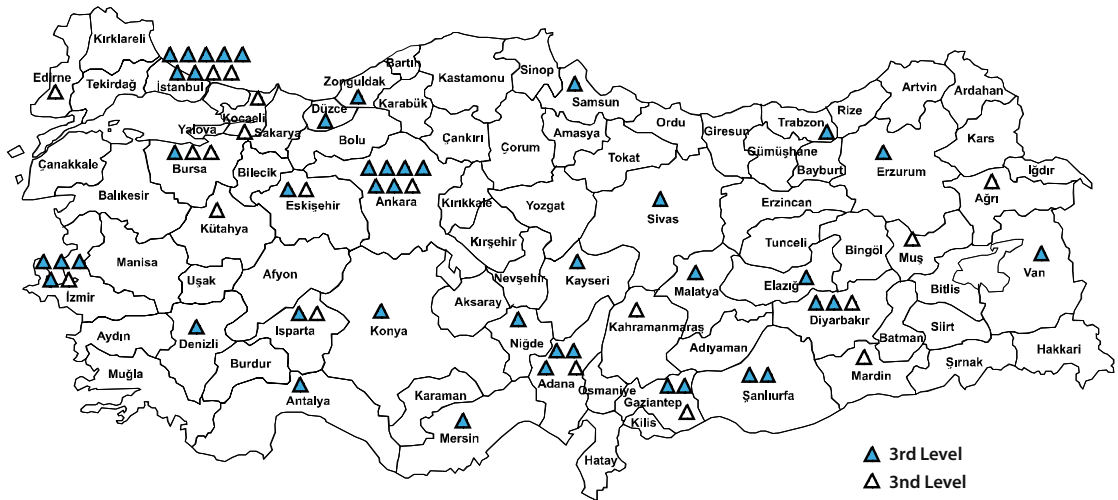 Kırklareli
Edirne
Tekirdağ
İstanbul
Kocaeli
Yalova
Sakarya
Düzce
Zonguldak
Bartın
Karabük
Kastamonu
Sinop
Samsun
Ordu
Giresun
Trabzon
Rize
Artvin
Ardahan
Kars
Iğdır
Ağrı
Erzurum
Bayburt
Gümüşhane
Çanakkale
Balıkesir
Bursa
Bilecik
Bolu
Çankırı
Çorum
Amasya
Tokat
Eskişehir
Ankara
Kırıkkale
Yozgat
Sivas
Erzincan
Kütahya
Kırşehir
Tunceli
Bingöl
Muş
Bitlis
Van
Manisa
İzmir
Uşak
Afyon
Nevşehir
Kayseri
Malatya
Elazığ
Diyarbakır
Batman
Siirt
Şırnak
Hakkari
Aydın
Denizli
Isparta
Konya
Aksaray
Niğde
Kahramanmaraş
Adıyaman
Mardin
Muğla
Burdur
Antalya
Karaman
Mersin
Adana
Osmaniye
Gaziantep
Kilis
Şanlıurfa
Hatay
3rd Level
3nd Level